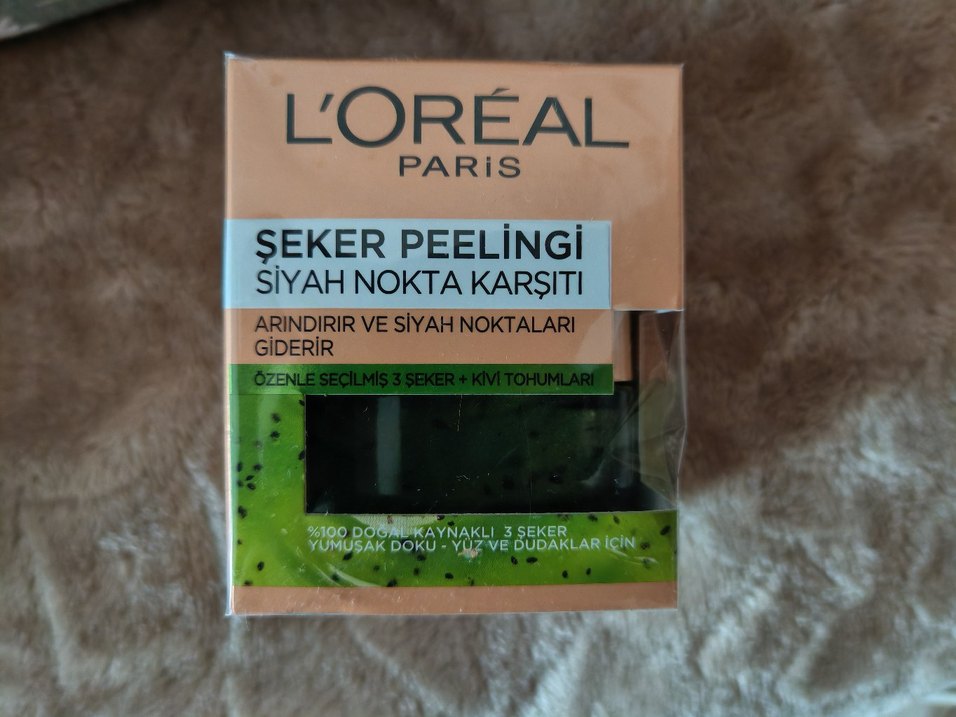 L'ORÉAL
PARiS
ŞEKER PEELİNGİ
SİYAH NOKTA KARŞITI
ARINDIRIR VE SİYAH NOKTALARI
GİDERİR
ÖZENLE SEÇİLMİŞ 3 ŞEKER + KİVİ TOHUMLARI
%100 DOĞAL KAYNAKLI 3 ŞEKER
YUMUŞAK DOKU - YÜZ VE DUDAKLAR İÇİN